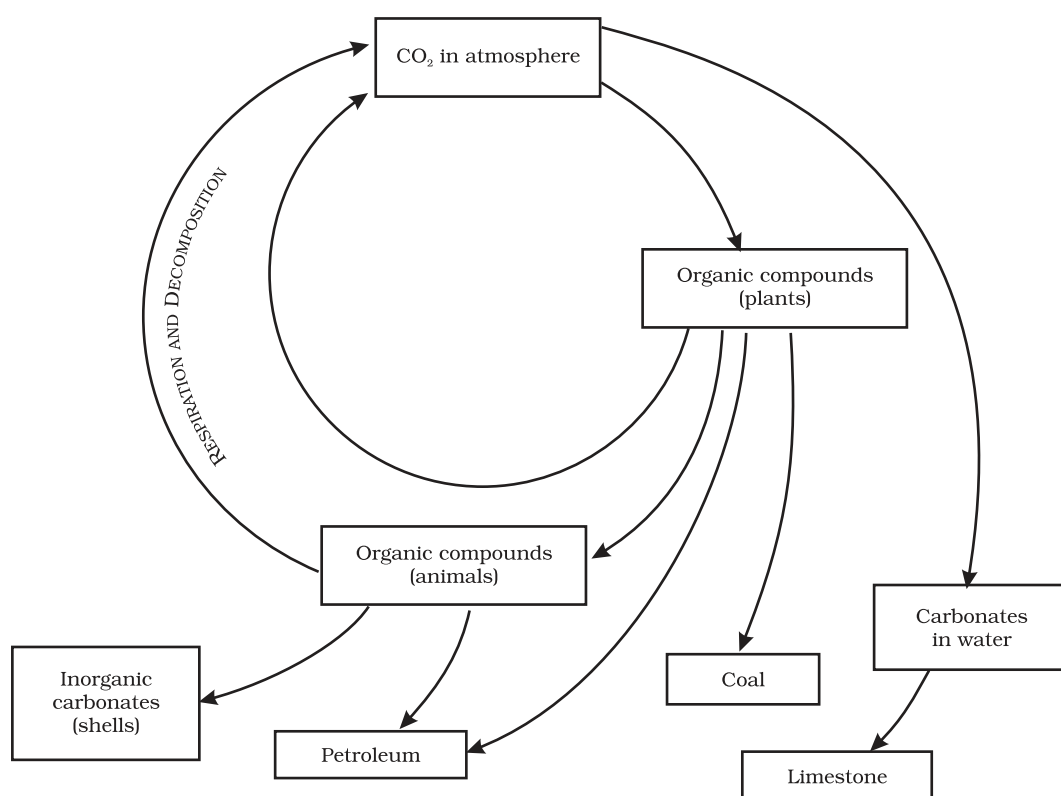 CO₂ in atmosphere
RESPIRATION AND DECOMPOSITION
Organic compounds
(plants)
Organic compounds
(animals)
Carbonates
in water
Inorganic
carbonates
(shells)
Coal
Petroleum
Limestone